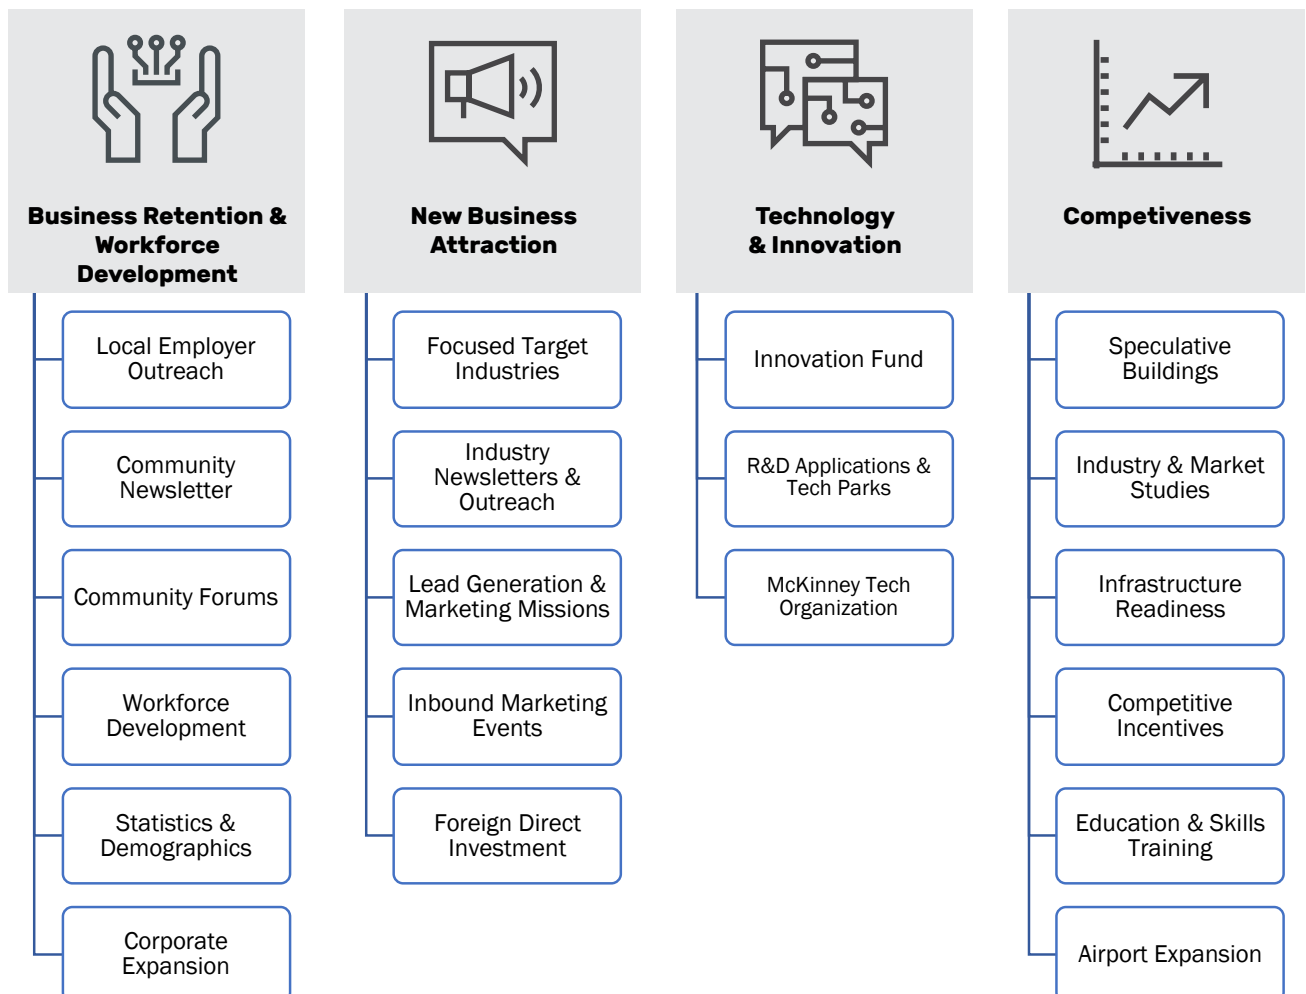 Business Retention &
Workforce
Development
Local Employer
Outreach
Community
Newsletter
Community Forums
Workforce
Development
Statistics &
Demographics
Corporate
Expansion
New Business
Attraction
Focused Target
Industries
Industry
Newsletters &
Outreach
Lead Generation &
Marketing Missions
Inbound Marketing
Events
Foreign Direct
Investment
Technology
& Innovation
Innovation Fund
R&D Applications &
Tech Parks
McKinney Tech
Organization
Competiveness
Speculative
Buildings
Industry & Market
Studies
Infrastructure
Readiness
Competitive
Incentives
Education & Skills
Training
Airport Expansion